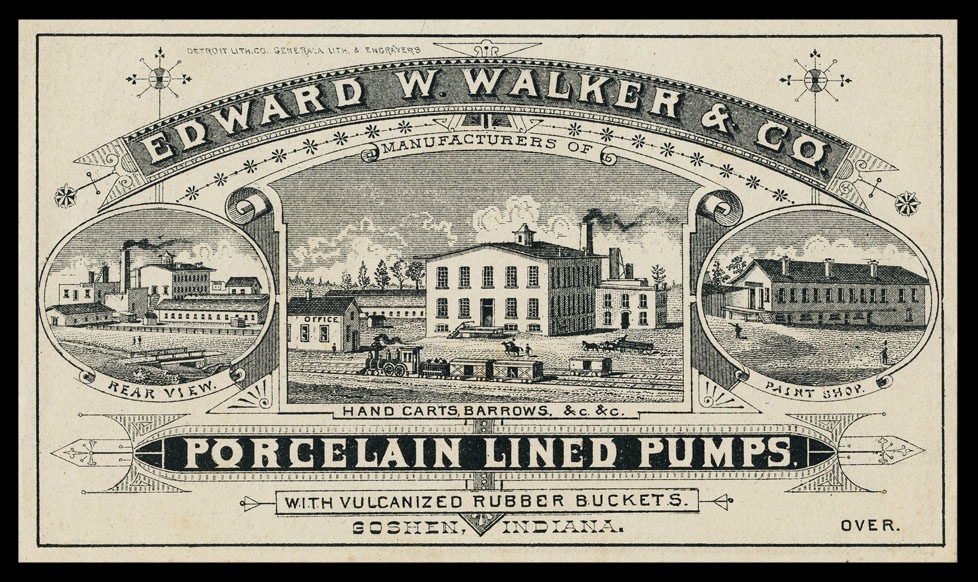 DETROIT LITH. CO. GENERAL LITH. & ENGRAVERS
EDWARD W. WALKER & CO.
MANUFACTURERS OF
OFFICE
REAR VIEW.
PAINT SHOP.
HAND CARTS, BARROWS, &c. &c.
PORCELAIN LINED PUMPS.
WITH VULCANIZED RUBBER BUCKETS.
GOSHEN, INDIANA.
OVER.